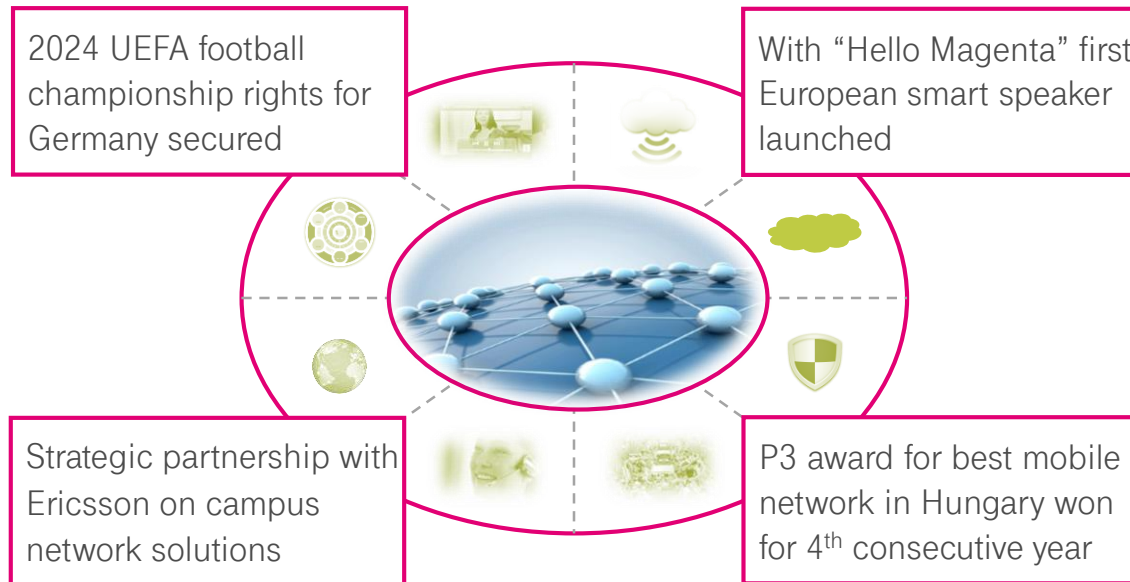 2024 UEFA football
championship rights for
Germany secured
With “Hello Magenta” first
European smart speaker
launched
Strategic partnership with
Ericsson on campus
network solutions
P3 award for best mobile
network in Hungary won
for 4th consecutive year